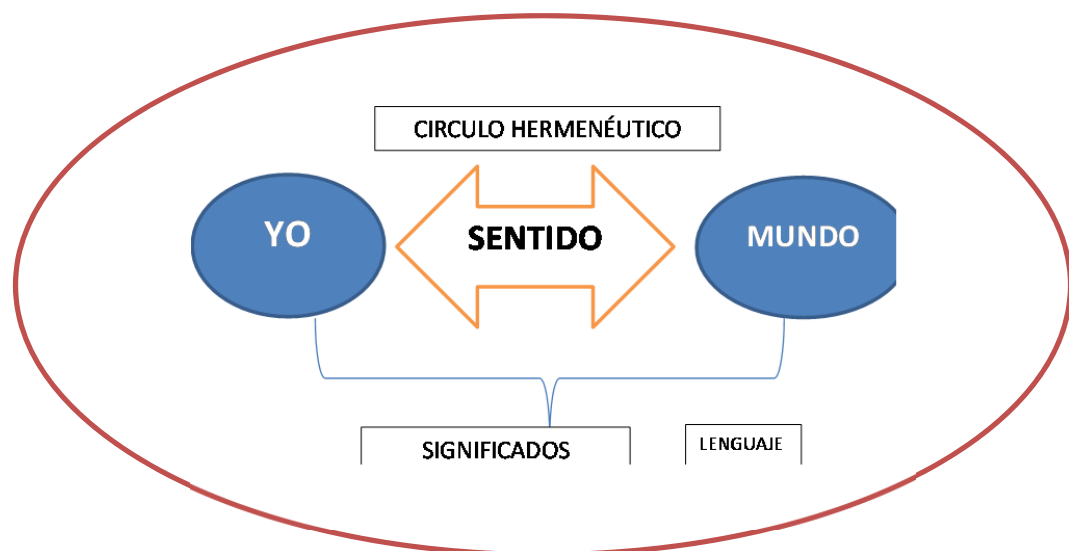 CIRCULO HERMENÉUTICO
YO
SENTIDO
MUNDO
SIGNIFICADOS
LENGUAJE